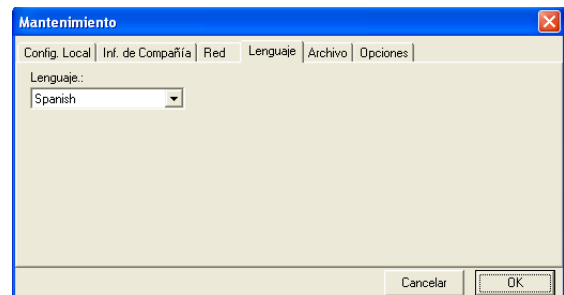 Mantenimiento
Config. Local Inf. de Compañía Red Lenguaje Archivo Opciones
Lenguaje.:
Spanish
Cancelar OK